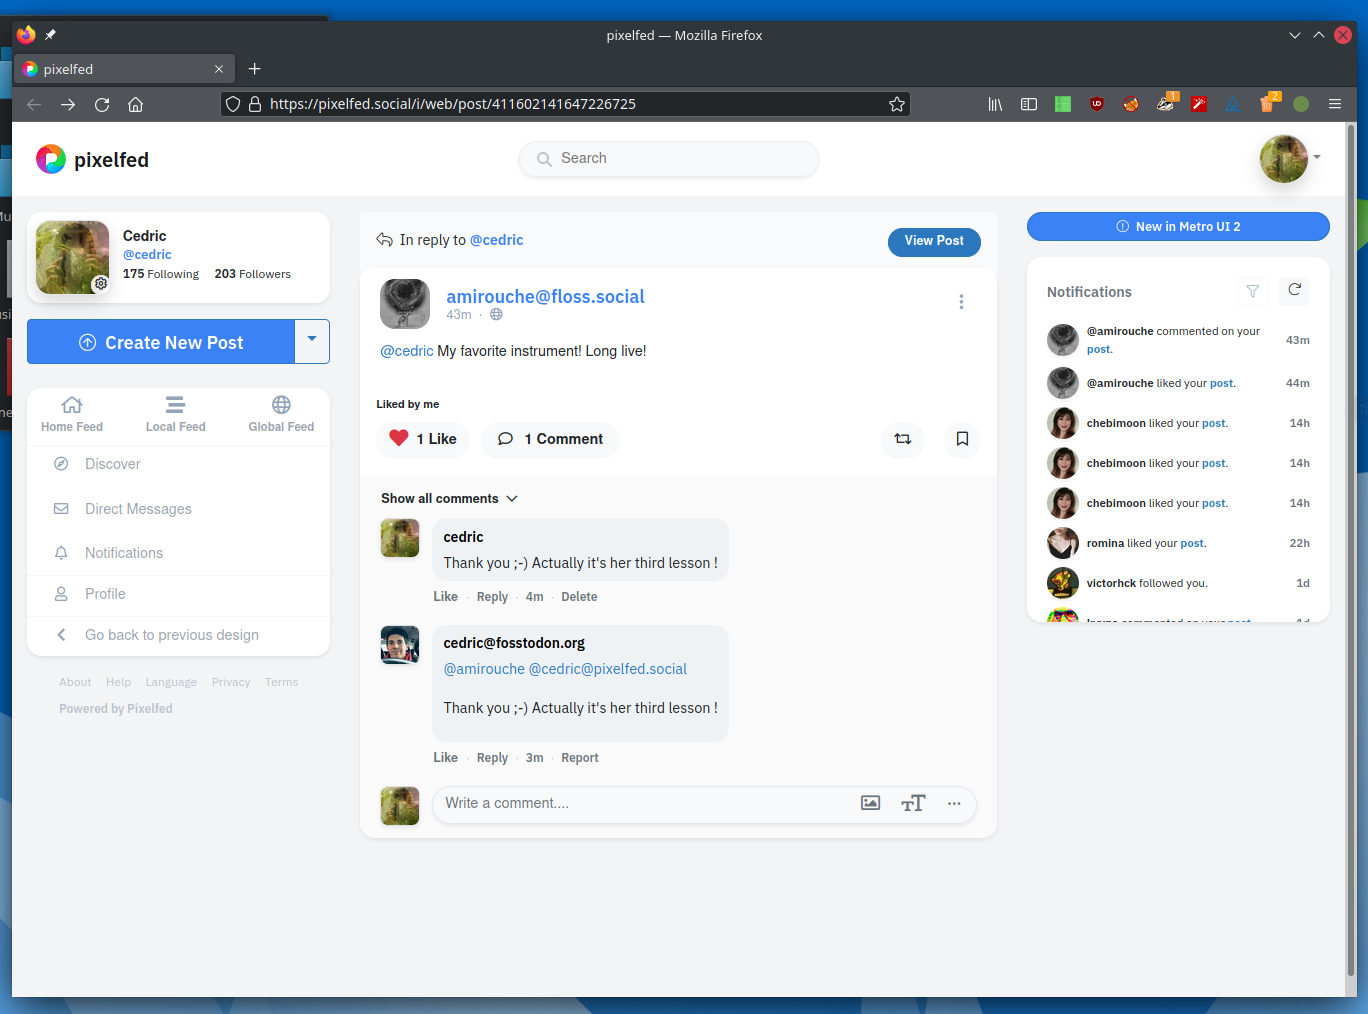 pixelfed — Mozilla Firefox
pixelfed
https://pixelfed.social/i/web/post/411602141647226725
1
2
pixelfed
Search
Cedric
@cedric
175 Following 203 Followers
Create New Post
Home Feed Local Feed Global Feed
Discover
Direct Messages
Notifications
Profile
Go back to previous design
About Help Language Privacy Terms
Powered by Pixelfed
In reply to @cedric
View Post
amirouche@floss.social
43m ·
@cedric My favorite instrument! Long live!
Liked by me
1 Like
1 Comment
Show all comments
cedric
Thank you ;-) Actually it's her third lesson !
Like · Reply · 4m · Delete
cedric@fosstodon.org
@amirouche @cedric@pixelfed.social
Thank you ;-) Actually it's her third lesson !
Like · Reply · 3m · Report
Write a comment....
New in Metro UI 2
Notifications
@amirouche commented on your
post.
43m
@amirouche liked your post.
44m
chebimoon liked your post.
14h
chebimoon liked your post.
14h
chebimoon liked your post.
14h
romina liked your post.
22h
victorhck followed you.
1d